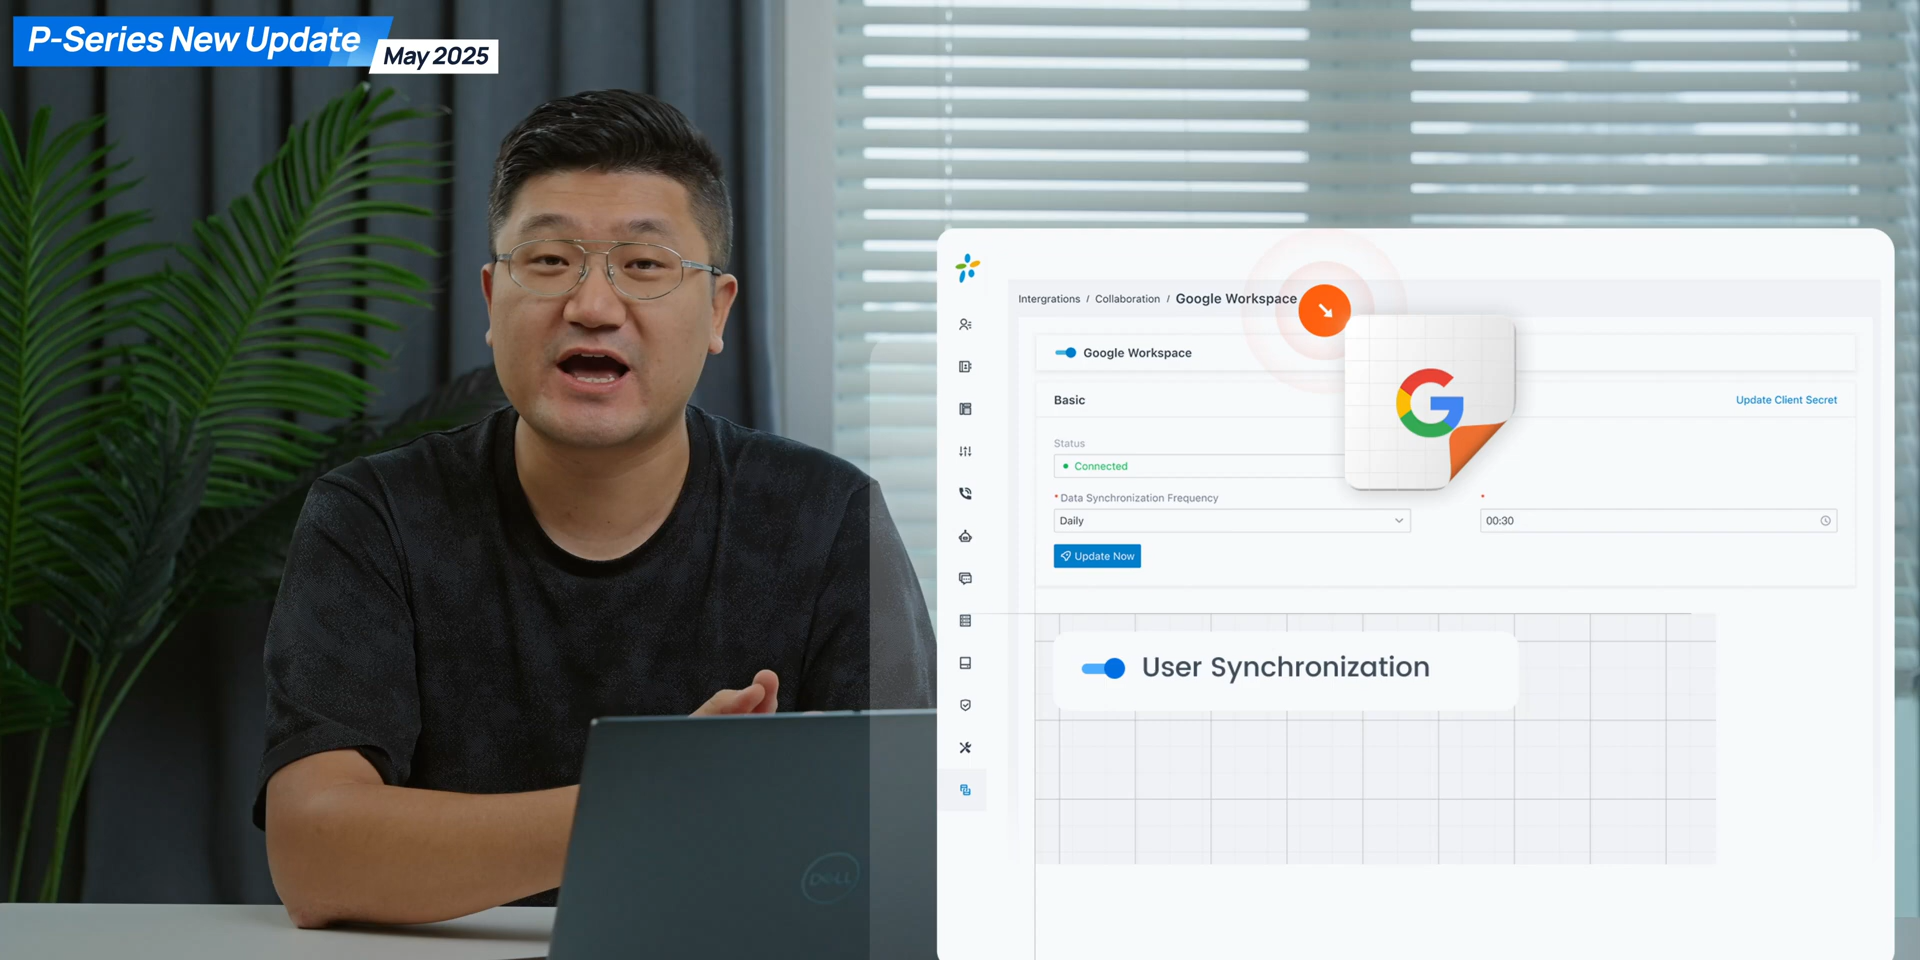 P-Series New Update
May 2025
Intergrations / Collaboration / Google Workspace
Google Workspace
Basic
Update Client Secret
Status
Connected
* Data Synchronization Frequency
*
Daily
00:30
Update Now
User Synchronization
DELL